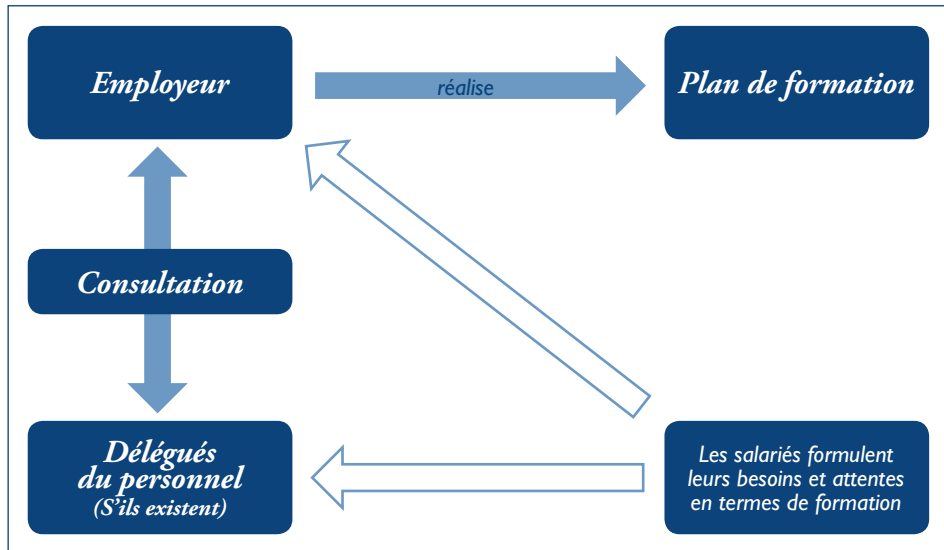 Employeur
réalise
Plan de formation
Consultation
Délégués
du personnel
(S'ils existent)
Les salariés formulent
leurs besoins et attentes
en termes de formation